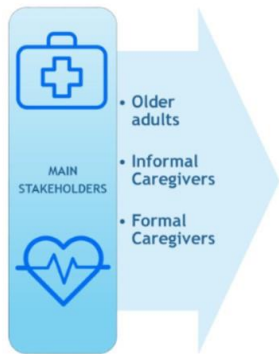 MAIN
STAKEHOLDERS
• Older
adults
• Informal
Caregivers
• Formal
Caregivers